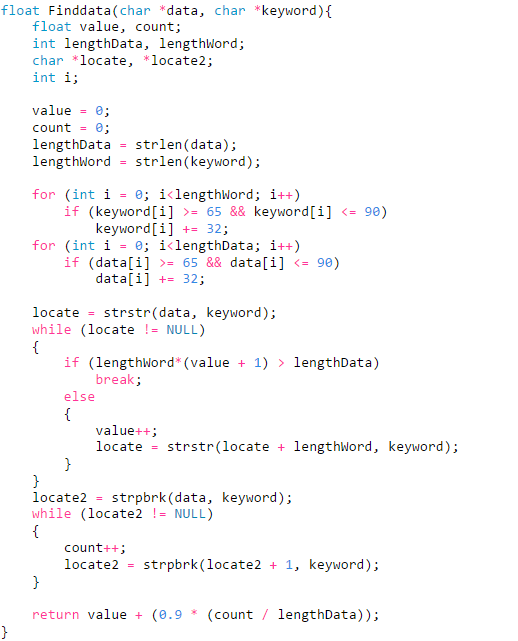 float Finddata(char *data, char *keyword){
    float value, count;
    int lengthData, lengthWord;
    char *locate, *locate2;
    int i;

    value = 0;
    count = 0;
    lengthData = strlen(data);
    lengthWord = strlen(keyword);

    for (int i = 0; i<lengthWord; i++)
        if (keyword[i] >= 65 && keyword[i] <= 90)
            keyword[i] += 32;
    for (int i = 0; i<lengthData; i++)
        if (data[i] >= 65 && data[i] <= 90)
            data[i] += 32;

    locate = strstr(data, keyword);
    while (locate != NULL)
    {
        if (lengthWord*(value + 1) > lengthData)
            break;
        else
        {
            value++;
            locate = strstr(locate + lengthWord, keyword);
        }
    }
    locate2 = strpbrk(data, keyword);
    while (locate2 != NULL)
    {
        count++;
        locate2 = strpbrk(locate2 + 1, keyword);
    }

    return value + (0.9 * (count / lengthData));
}